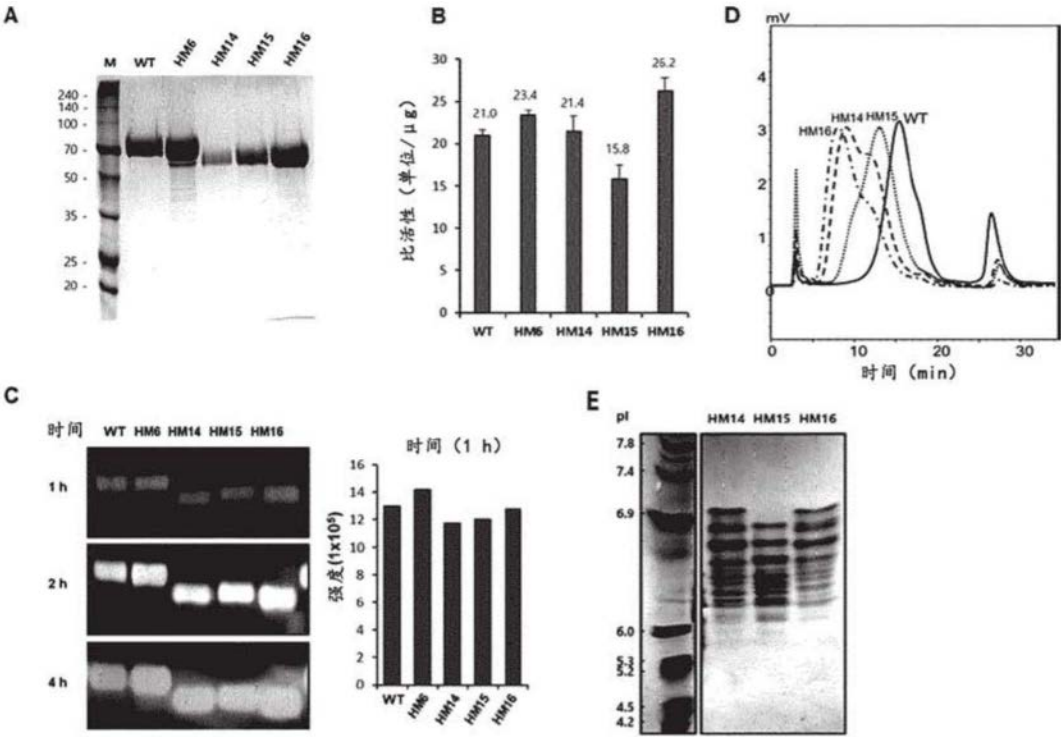 A
M WT HM6 HM14 HM15 HM16
240 -
140 -
100 -
70 -
50 -
35 -
25 -
20 -
B
比活性 (单位/μg)
30
25
20
15
10
5
0
21.0
23.4
21.4
15.8
26.2
WT HM6 HM14 HM15 HM16
D
mV
4
3
2
1
0
HM16 HM14 HM15 WT
0 10 20 30
时间 (min)
C
时间 WT HM6 HM14 HM15 HM16
1 h
2 h
4 h
时间 (1 h)
强度(1x10⁵)
16
14
12
10
8
6
4
2
0
WT HM6 HM14 HM15 HM16
E
pI HM14 HM15 HM16
7.8
7.4
6.9
6.0
5.3
4.5
4.2